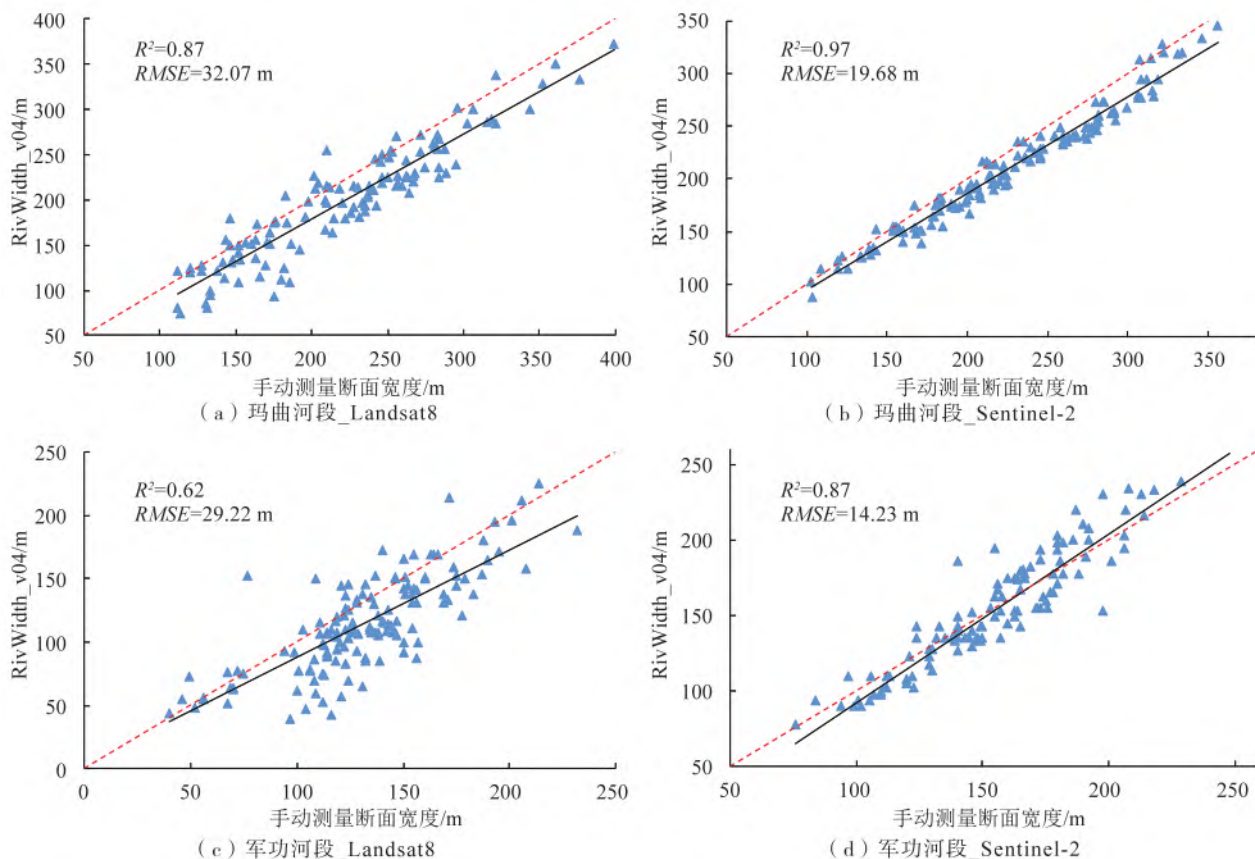 400
350
300
250
200
150
100
50
RivWidth_v04/m
R²=0.87
RMSE=32.07 m
50 100 150 200 250 300 350 400
手动测量断面宽度/m
（a）玛曲河段_Landsat8
350
300
250
200
150
100
50
RivWidth_v04/m
R²=0.97
RMSE=19.68 m
50 100 150 200 250 300 350
手动测量断面宽度/m
（b）玛曲河段_Sentinel-2
250
200
150
100
50
0
RivWidth_v04/m
R²=0.62
RMSE=29.22 m
0 50 100 150 200 250
手动测量断面宽度/m
（c）军功河段_Landsat8
250
200
150
100
50
RivWidth_v04/m
R²=0.87
RMSE=14.23 m
50 100 150 200 250
手动测量断面宽度/m
（d）军功河段_Sentinel-2